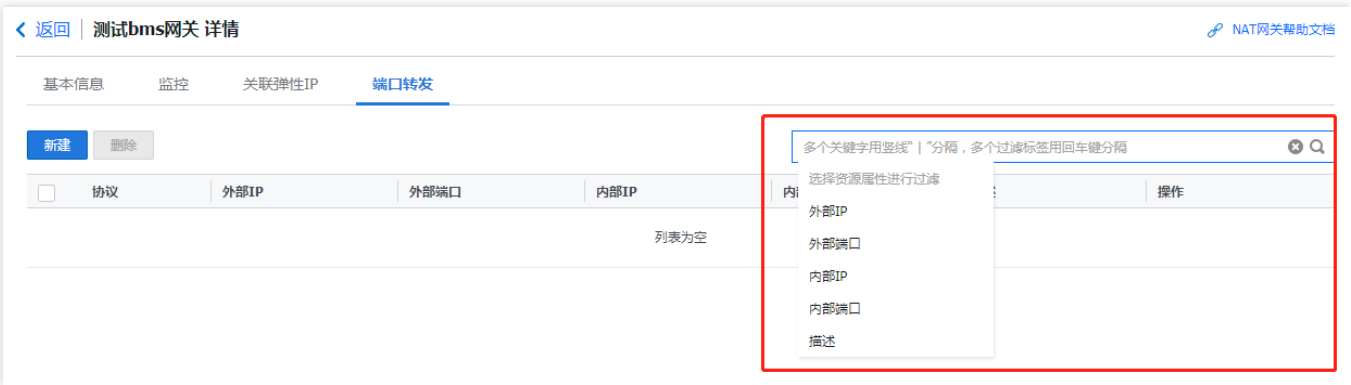 返回 测试bms网关 详情 NAT网关帮助文档
基本信息 监控 关联弹性IP 端口转发
新建 删除
多个关键字用竖线"|"分隔，多个过滤标签用回车键分隔
协议 外部IP 外部端口 内部IP 操作
选择资源属性进行过滤
外部IP
列表为空
外部端口
内部IP
内部端口
描述